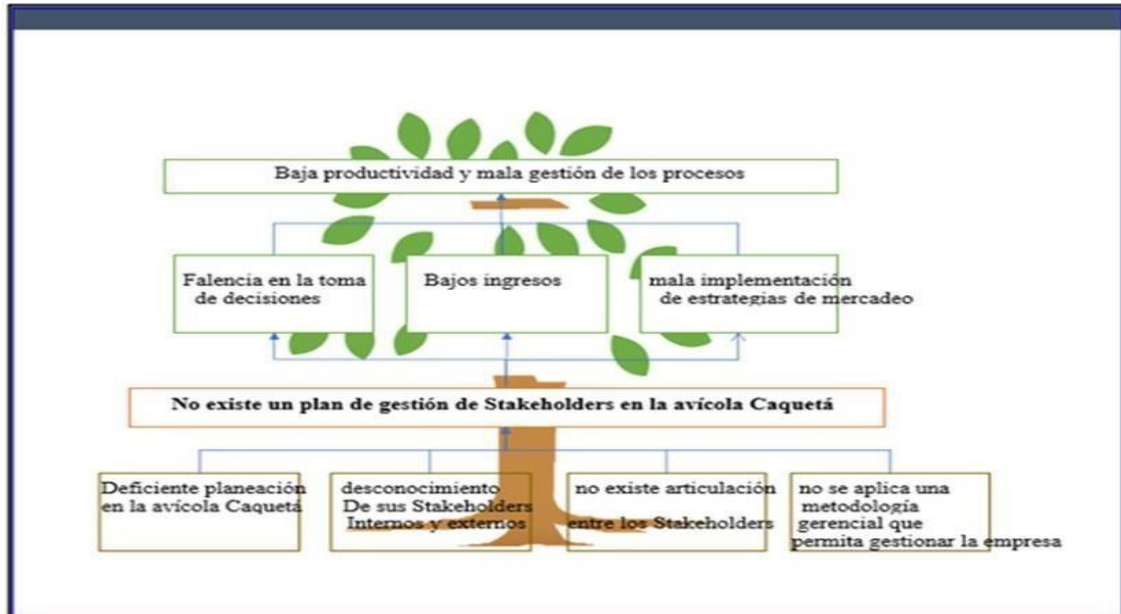 Baja productividad y mala gestión de los procesos
Falencia en la toma
de decisiones
Bajos ingresos
mala implementación
de estrategias de mercadeo
No existe un plan de gestión de Stakeholders en la avícola Caquetá
Deficiente planeación
en la avícola Caquetá
desconocimiento
De sus Stakeholders
Internos y externos
no existe articulación
entre los Stakeholders
no se aplica una
metodología
gerencial que
permita gestionar la empresa